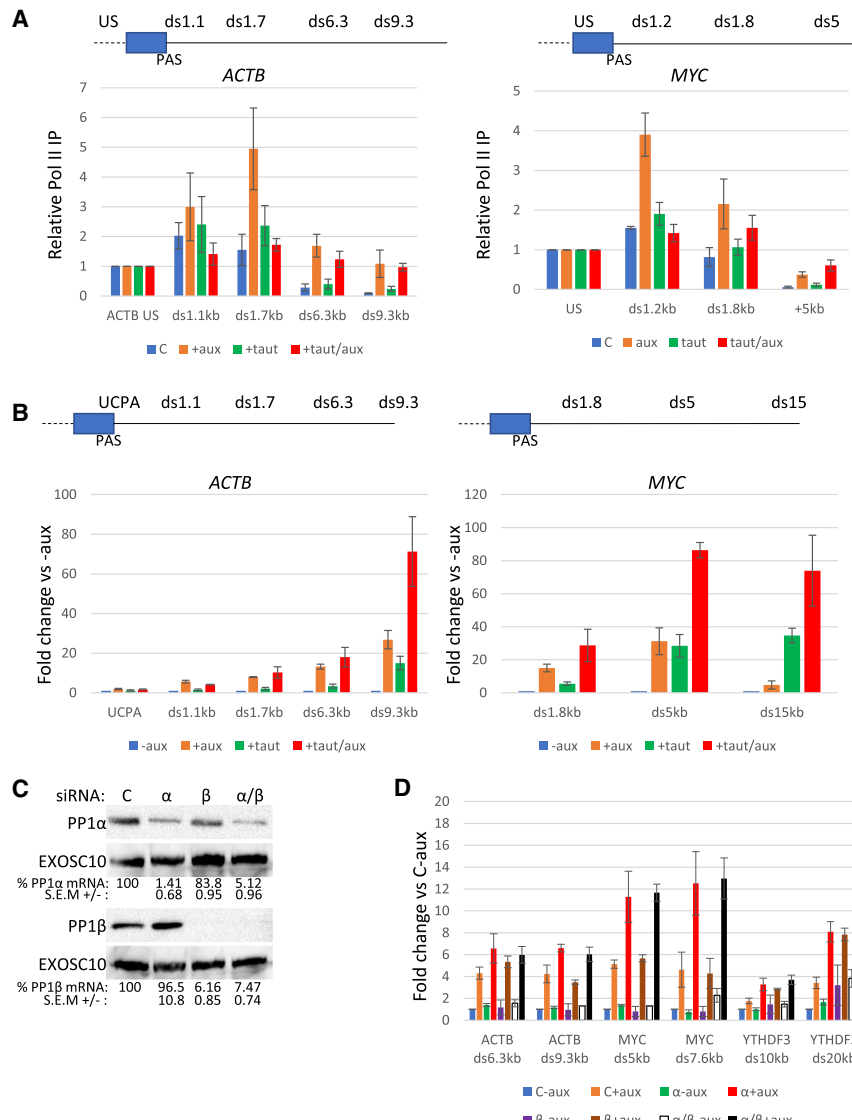 A
US ds1.1 ds1.7 ds6.3 ds9.3
PAS
ACTB
Relative Pol II IP
7
6
5
4
3
2
1
0
ACTB US ds1.1kb ds1.7kb ds6.3kb ds9.3kb
C +aux +taut +taut/aux
US ds1.2 ds1.8 ds5
PAS
MYC
Relative Pol II IP
5
4
3
2
1
0
US ds1.2kb ds1.8kb +5kb
C aux taut taut/aux
B
UCPA ds1.1 ds1.7 ds6.3 ds9.3
PAS
ACTB
Fold change vs -aux
100
80
60
40
20
0
UCPA ds1.1kb ds1.7kb ds6.3kb ds9.3kb
-aux +aux +taut +taut/aux
ds1.8 ds5 ds15
PAS
MYC
Fold change vs -aux
120
100
80
60
40
20
0
ds1.8kb ds5kb ds15kb
-aux +aux +taut +taut/aux
C
siRNA: C α β α/β
PP1α
EXOSC10
% PP1α mRNA: 100 1.41 83.8 5.12
S.E.M +/- : 0.68 0.95 0.96
PP1β
EXOSC10
% PP1β mRNA: 100 96.5 6.16 7.47
S.E.M +/- : 10.8 0.85 0.74
D
Fold change vs C-aux
20
18
16
14
12
10
8
6
4
2
0
ACTB ACTB MYC MYC YTHDF3
ds6.3kb ds9.3kb ds5kb ds7.6kb ds10kb ds20kb
C-aux C+aux α-aux α+aux
β-aux β+aux α/β-aux α/β+aux